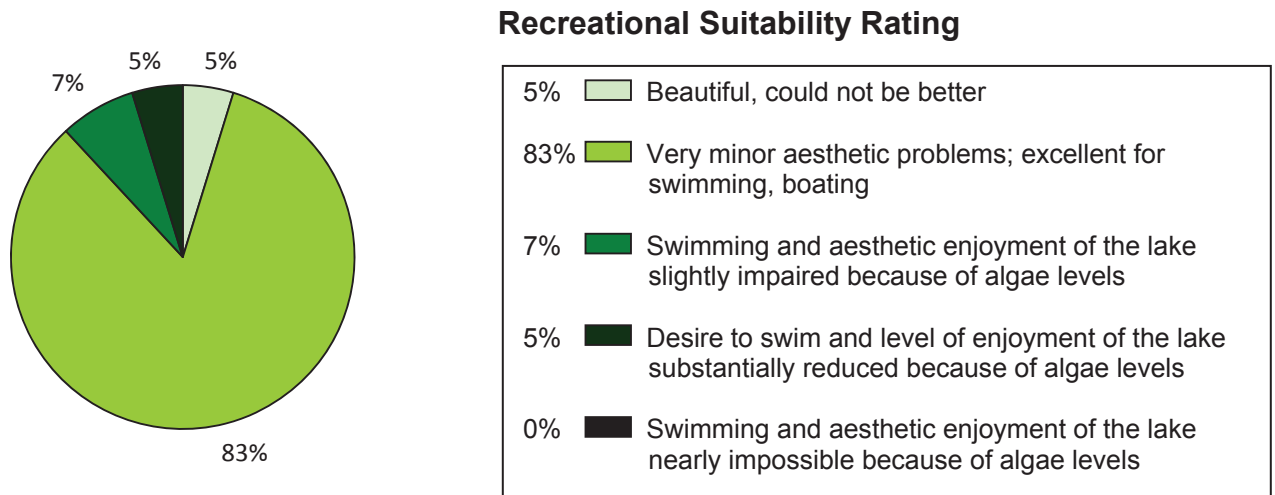 Recreational Suitability Rating
5%
5%
7%
83%
5% Beautiful, could not be better
83% Very minor aesthetic problems; excellent for
swimming, boating
7% Swimming and aesthetic enjoyment of the lake
slightly impaired because of algae levels
5% Desire to swim and level of enjoyment of the lake
substantially reduced because of algae levels
0% Swimming and aesthetic enjoyment of the lake
nearly impossible because of algae levels